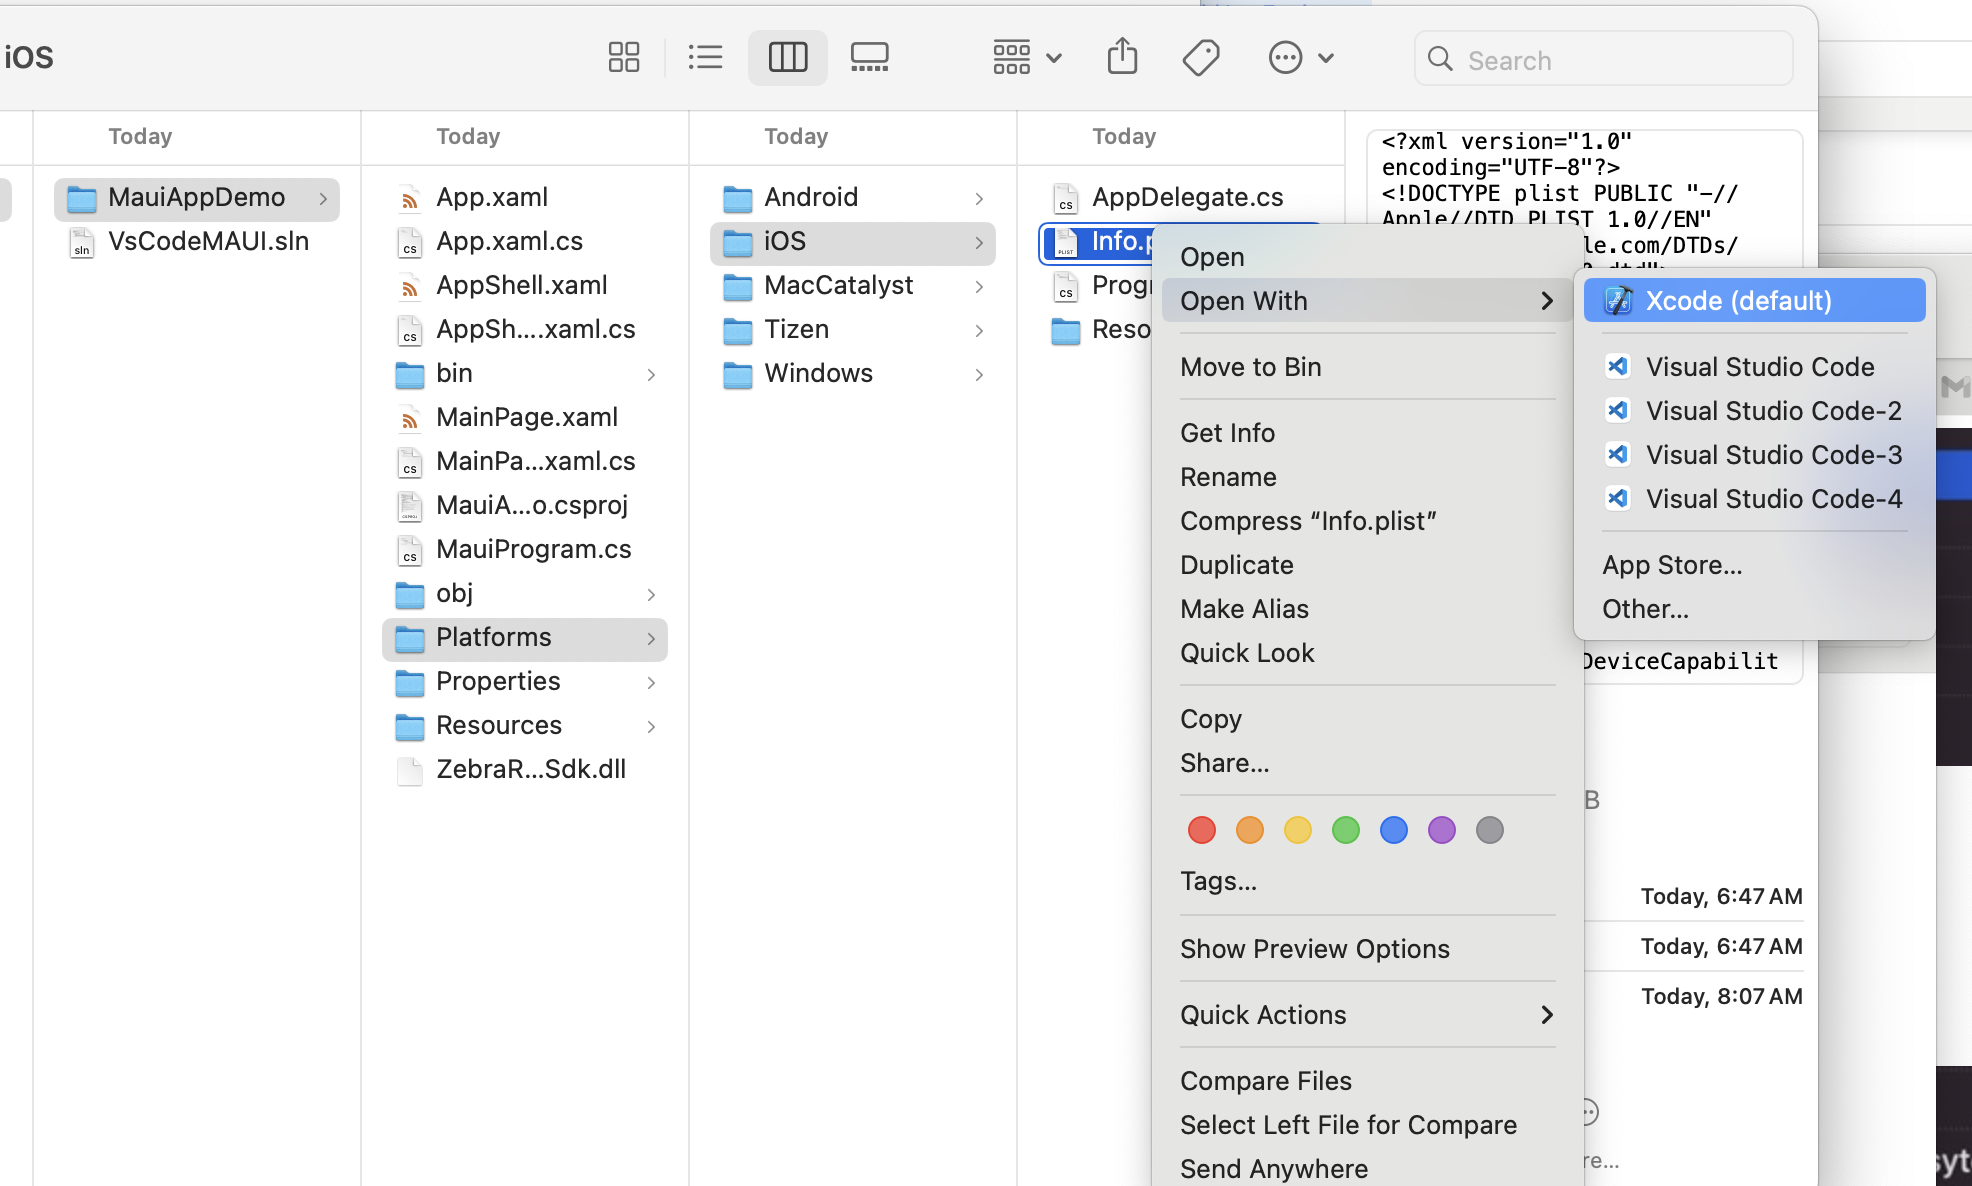 iOS
Search
Today
MauiAppDemo
VsCodeMAUI.sln
Today
App.xaml
App.xaml.cs
AppShell.xaml
AppSh....xaml.cs
bin
MainPage.xaml
MainPa...xaml.cs
MauiA...o.csproj
MauiProgram.cs
obj
Platforms
Properties
Resources
ZebraR...Sdk.dll
Today
Android
iOS
MacCatalyst
Tizen
Windows
Today
AppDelegate.cs
Info.p
Progr
Reso
<?xml version="1.0"
encoding="UTF-8"?>
<!DOCTYPE plist PUBLIC "-//
Apple//DTD PLIST 1.0//EN"
le.com/DTDs/
DeviceCapabilit
B
Today, 6:47 AM
Today, 6:47 AM
Today, 8:07 AM
re...
Open
Open With
Move to Bin
Get Info
Rename
Compress “Info.plist”
Duplicate
Make Alias
Quick Look
Copy
Share...
Tags...
Show Preview Options
Quick Actions
Compare Files
Select Left File for Compare
Send Anywhere
Xcode (default)
Visual Studio Code
Visual Studio Code-2
Visual Studio Code-3
Visual Studio Code-4
App Store...
Other...